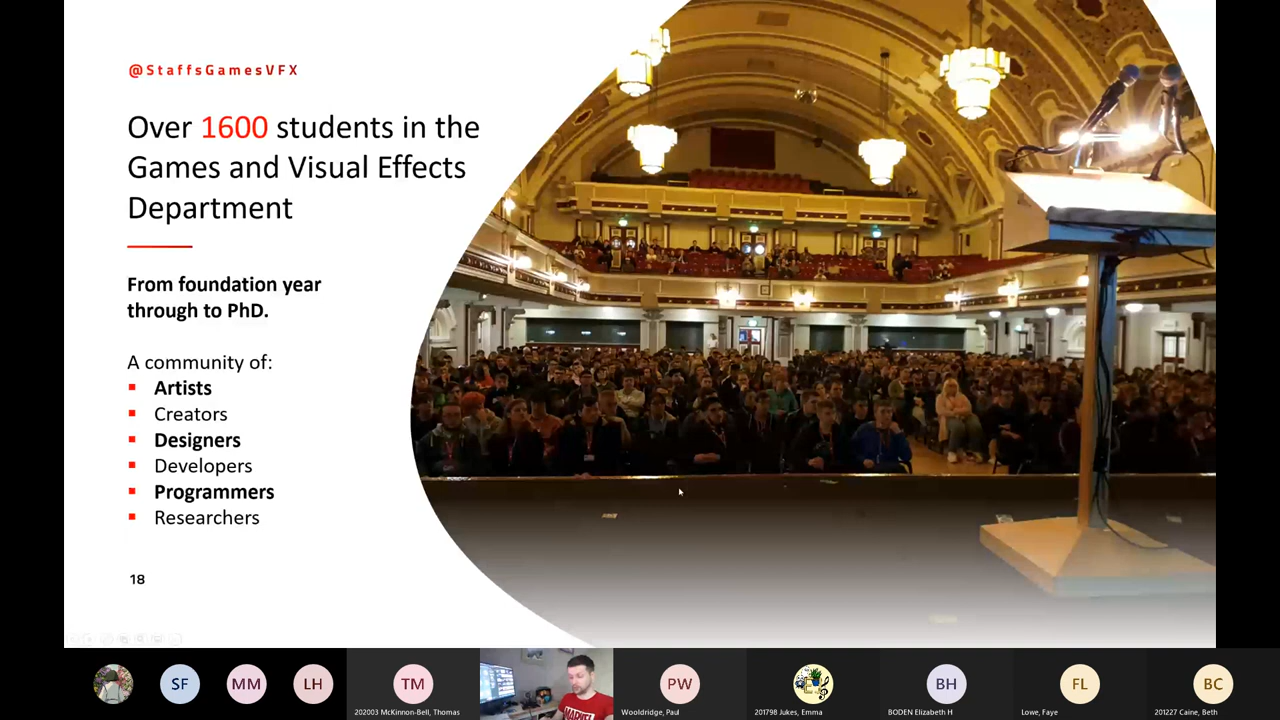 @StaffsGamesVFX
Over 1600 students in the
Games and Visual Effects
Department
From foundation year
through to PhD.
A community of:
Artists
Creators
Designers
Developers
Programmers
Researchers
18
SF
MM
LH
TM
202003 McKinnon-Bell, Thomas
MARVEL
PW
Wooldridge, Paul
201798 Jukes, Emma
BH
BODEN Elizabeth H
FL
Lowe, Faye
BC
201227 Caine, Beth